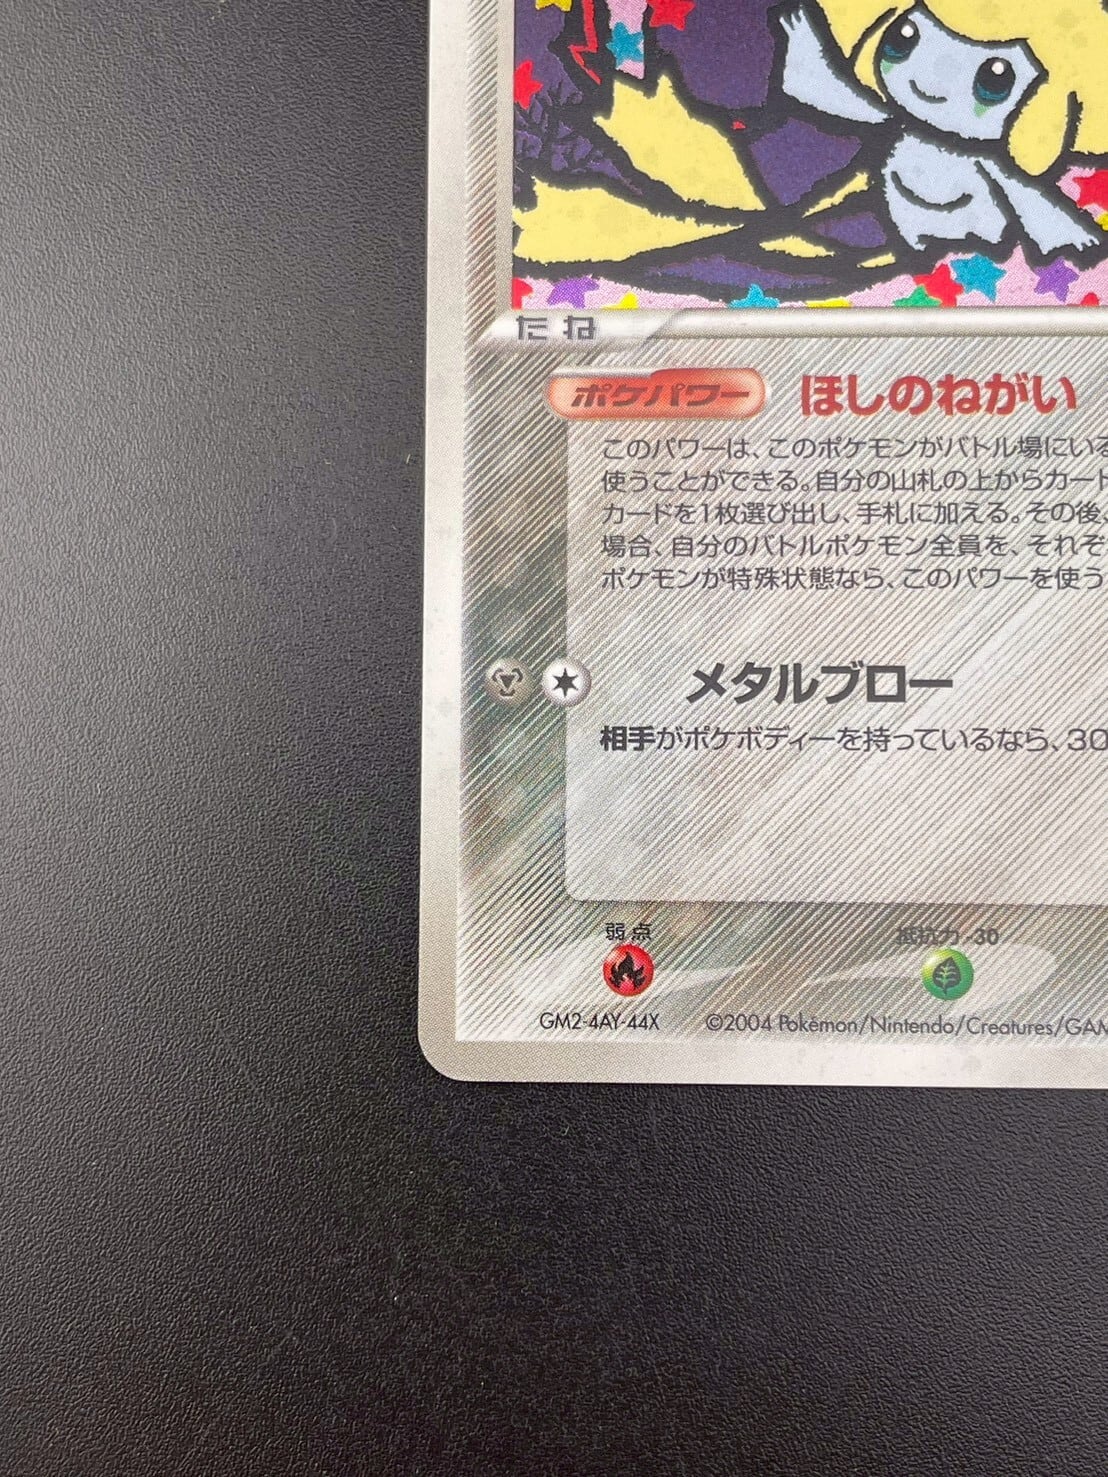 たね
ポケパワー ほしのねがい
このパワーは、このポケモンがバトル場にいる
使うことができる。自分の山札の上からカード
カードを1枚選び出し、手札に加える。その後、
場合、自分のバトルポケモン全員を、それぞ
ポケモンが特殊状態なら、このパワーを使う
メタルブロー
相手がポケボディーを持っているなら、30
弱点 抵抗力 -30
GM2-4AY-44X ©2004 Pokémon/Nintendo/Creatures/GAM